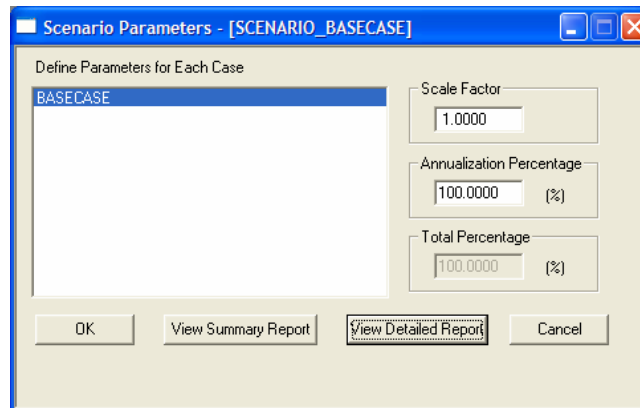 Scenario Parameters - [SCENARIO_BASECASE]
Define Parameters for Each Case
BASECASE
Scale Factor
1.0000
Annualization Percentage
100.0000 (%)
Total Percentage
100.0000 (%)
OK View Summary Report View Detailed Report Cancel